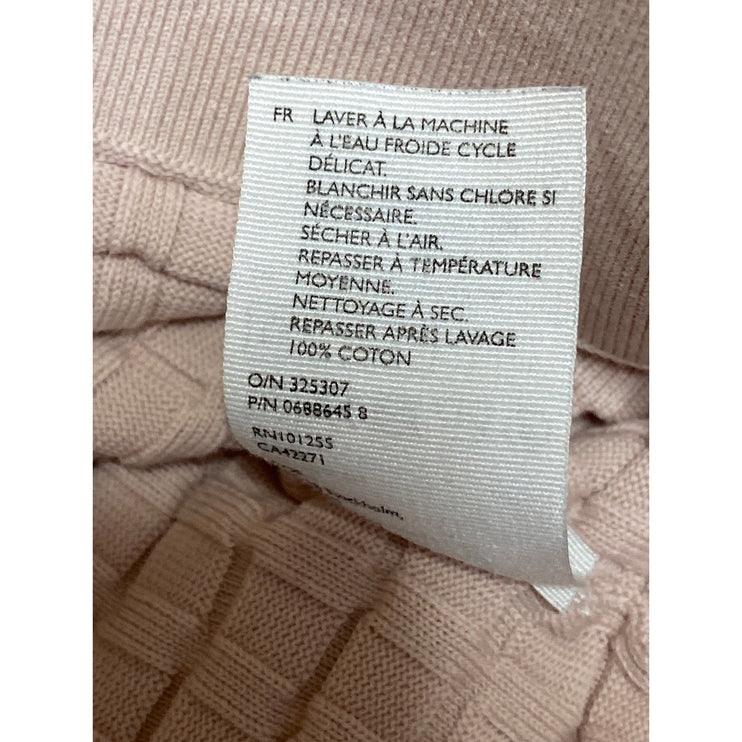 FR LAVER À LA MACHINE
À L'EAU FROIDE CYCLE
DÉLICAT.
BLANCHIR SANS CHLORE SI
NÉCESSAIRE.
SÉCHER À L'AIR.
REPASSER À TEMPÉRATURE
MOYENNE.
NETTOYAGE À SEC.
REPASSER APRÈS LAVAGE
100% COTON
O/N 325307
P/N 0688645 8
RN101255
CA42271
Stockholm,